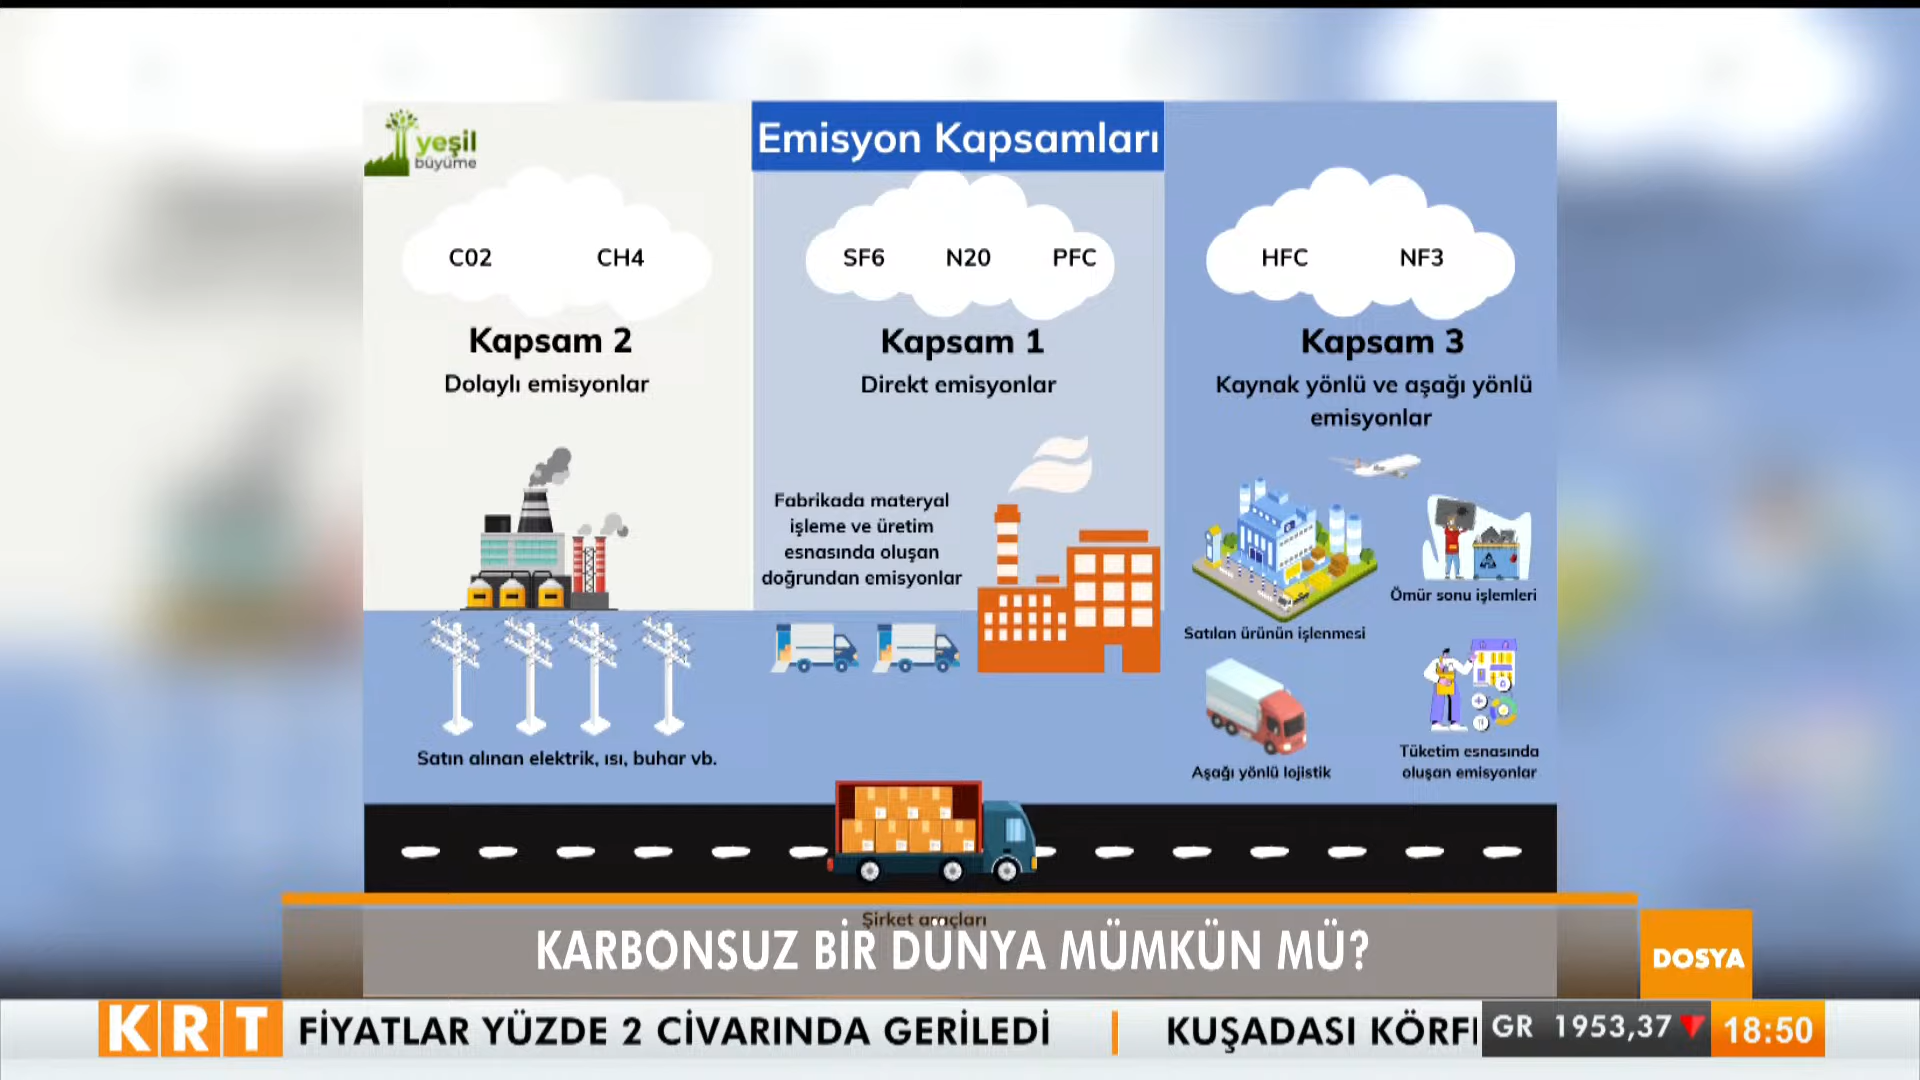 yeşil
büyüme
Emisyon Kapsamları
C02 CH4
SF6 N20 PFC
HFC NF3
Kapsam 2
Dolaylı emisyonlar
Kapsam 1
Direkt emisyonlar
Kapsam 3
Kaynak yönlü ve aşağı yönlü
emisyonlar
Fabrikada materyal
işleme ve üretim
esnasında oluşan
doğrundan emisyonlar
Ömür sonu işlemleri
Satılan ürünün işlenmesi
Satın alınan elektrik, ısı, buhar vb.
Aşağı yönlü lojistik
Tüketim esnasında
oluşan emisyonlar
Şirket araçları
KARBONSUZ BİR DÜNYA MÜMKÜN MÜ?
DOSYA
KRT FİYATLAR YÜZDE 2 CİVARINDA GERİLEDİ | KUŞADASI KÖRFİ GR 1953,37 18:50